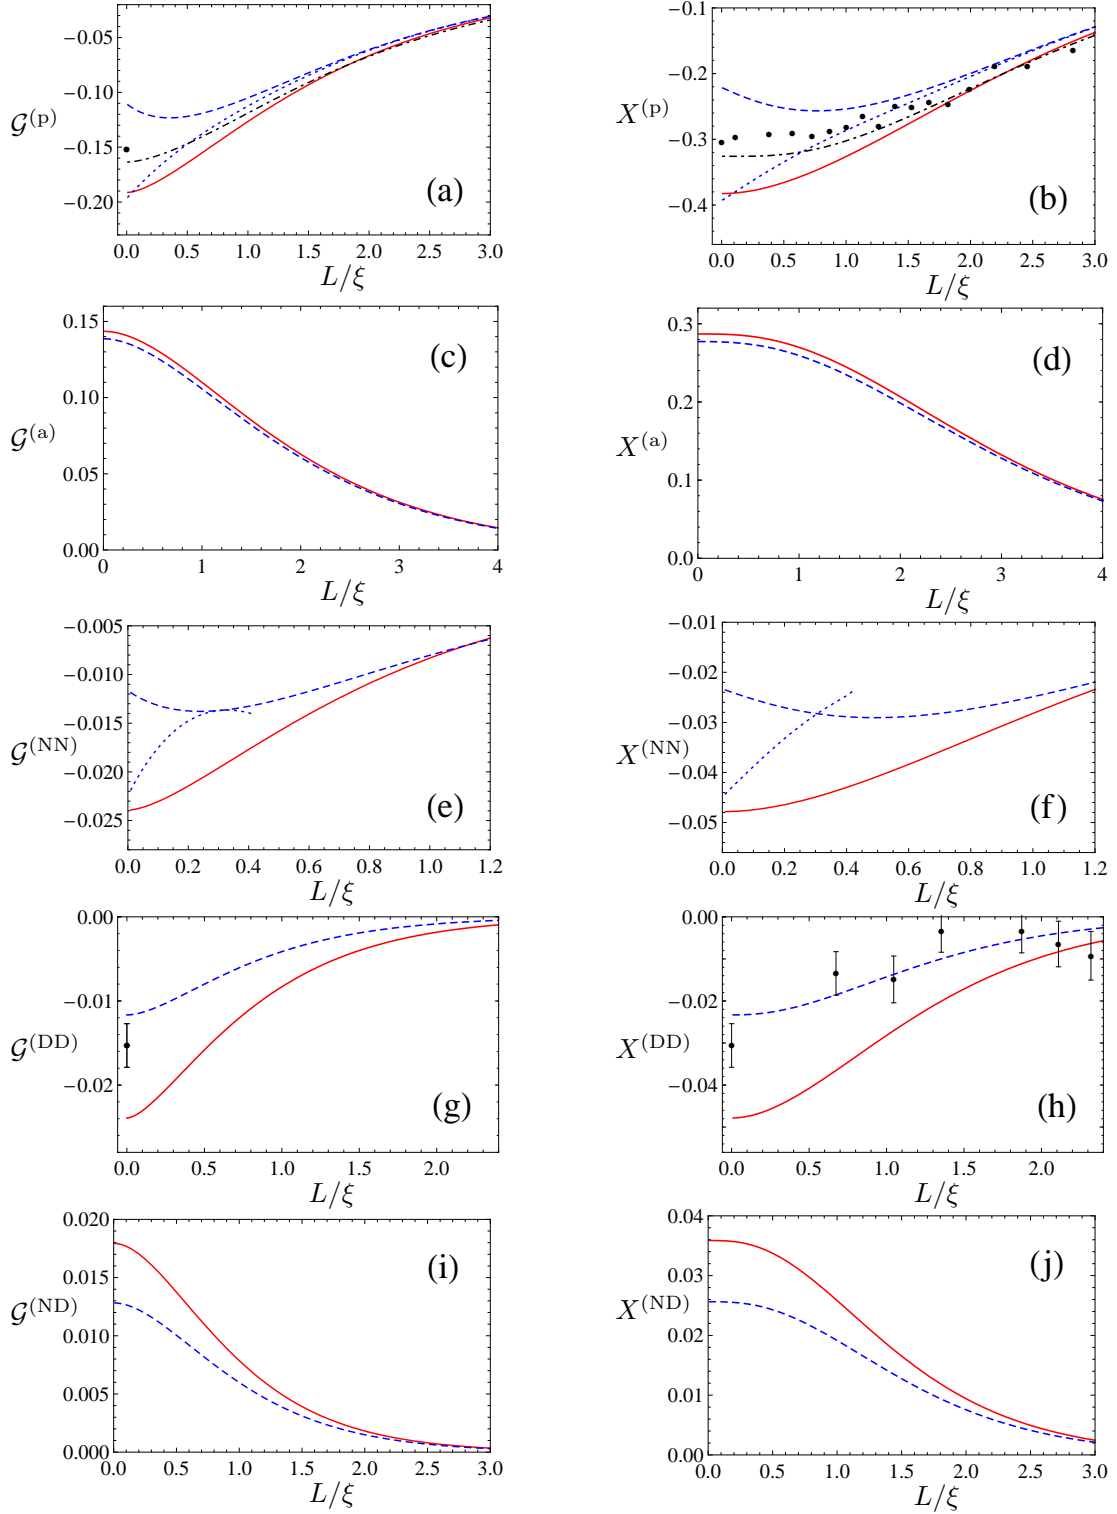 −0.05
−0.10
−0.15
−0.20
𝒢^(p)
(a)
0.0 0.5 1.0 1.5 2.0 2.5 3.0
L/ξ
−0.1
−0.2
−0.3
−0.4
X^(p)
(b)
0.0 0.5 1.0 1.5 2.0 2.5 3.0
L/ξ
0.15
0.10
0.05
0.00
𝒢^(a)
(c)
0 1 2 3 4
L/ξ
0.3
0.2
0.1
0.0
X^(a)
(d)
0 1 2 3 4
L/ξ
−0.005
−0.010
−0.015
−0.020
−0.025
𝒢^(NN)
(e)
0.0 0.2 0.4 0.6 0.8 1.0 1.2
L/ξ
−0.01
−0.02
−0.03
−0.04
−0.05
X^(NN)
(f)
0.0 0.2 0.4 0.6 0.8 1.0 1.2
L/ξ
0.00
−0.01
−0.02
𝒢^(DD)
(g)
0.0 0.5 1.0 1.5 2.0
L/ξ
0.00
−0.02
−0.04
X^(DD)
(h)
0.0 0.5 1.0 1.5 2.0
L/ξ
0.020
0.015
0.010
0.005
0.000
𝒢^(ND)
(i)
0.0 0.5 1.0 1.5 2.0 2.5 3.0
L/ξ
0.04
0.03
0.02
0.01
0.00
X^(ND)
(j)
0.0 0.5 1.0 1.5 2.0 2.5 3.0
L/ξ